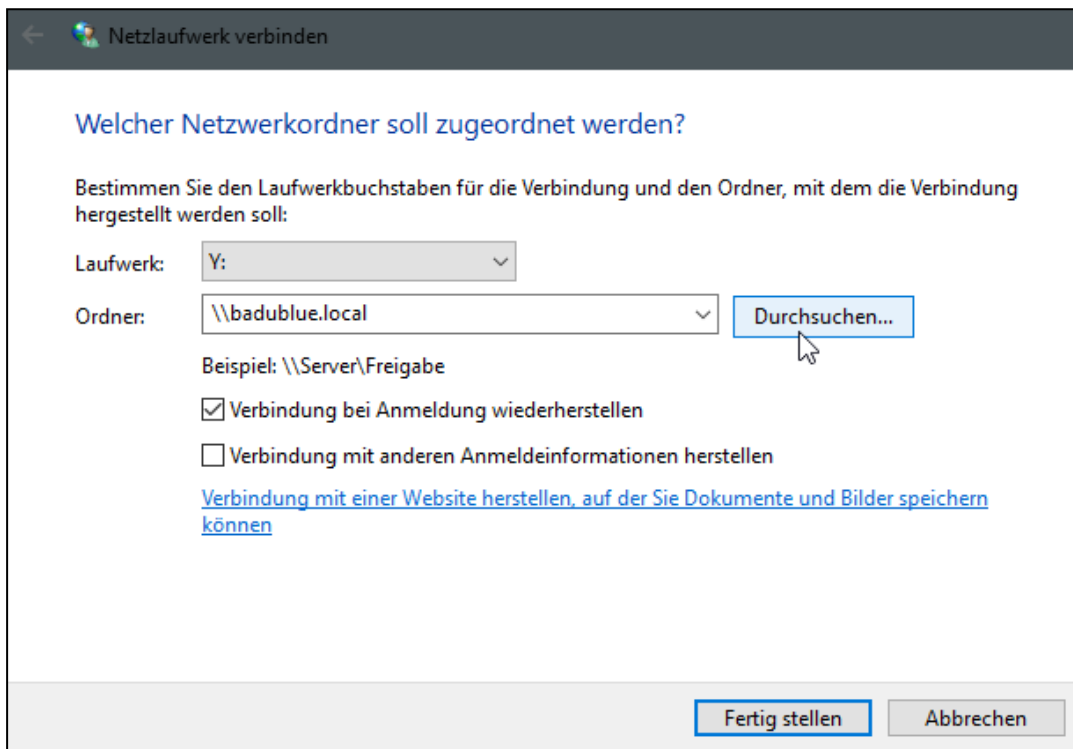 Netzlaufwerk verbinden
Welcher Netzwerkordner soll zugeordnet werden?
Bestimmen Sie den Laufwerkbuchstaben für die Verbindung und den Ordner, mit dem die Verbindung
hergestellt werden soll:
Laufwerk: Y:
Ordner: \\badublue.local Durchsuchen...
Beispiel: \\Server\Freigabe
Verbindung bei Anmeldung wiederherstellen
Verbindung mit anderen Anmeldeinformationen herstellen
Verbindung mit einer Website herstellen, auf der Sie Dokumente und Bilder speichern
können
Fertig stellen Abbrechen